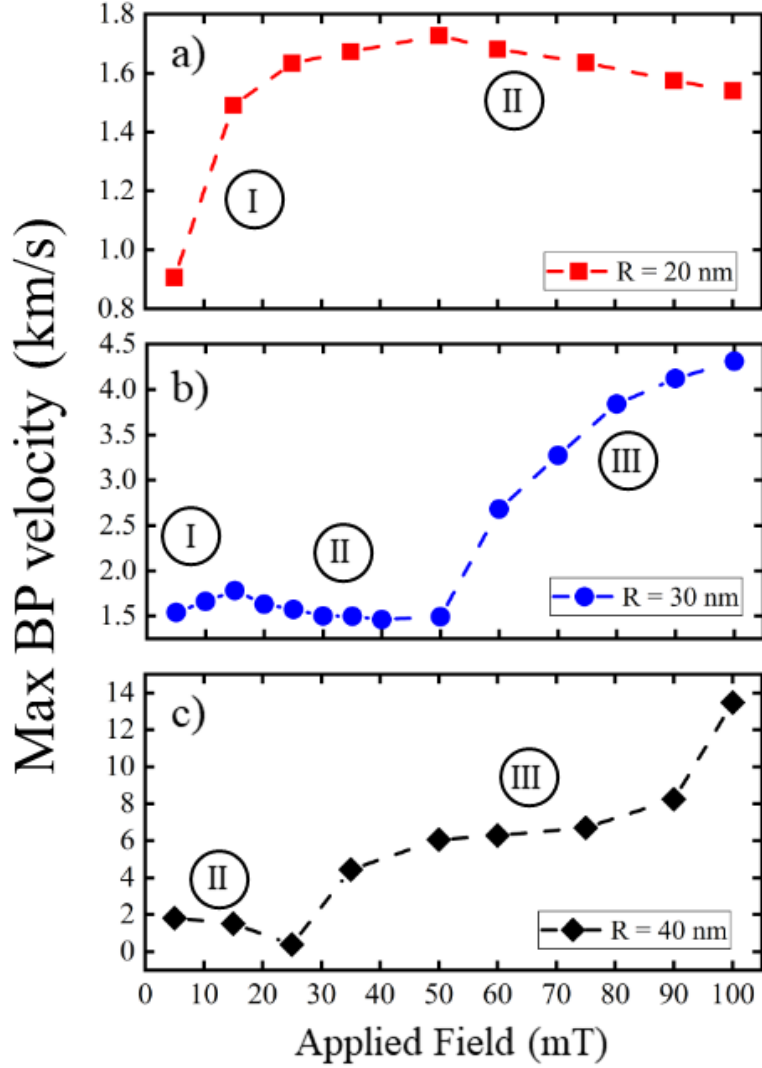 Max BP velocity (km/s)
a)
1.8
1.6
1.4
1.2
1.0
0.8
I
II
R = 20 nm
b)
4.5
4.0
3.5
3.0
2.5
2.0
1.5
I
II
III
R = 30 nm
c)
14
12
10
8
6
4
2
0
II
III
R = 40 nm
0 10 20 30 40 50 60 70 80 90 100
Applied Field (mT)